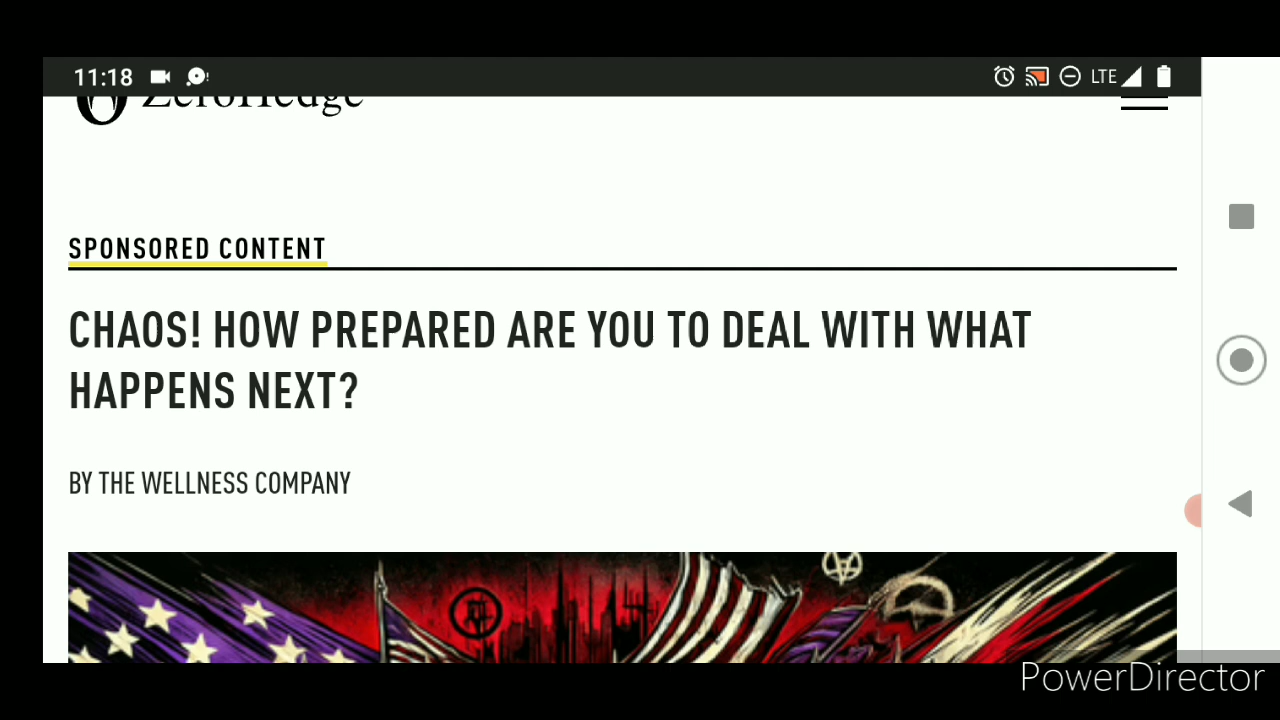 11:18 LTE
ZeroHedge
SPONSORED CONTENT
CHAOS! HOW PREPARED ARE YOU TO DEAL WITH WHAT
HAPPENS NEXT?
BY THE WELLNESS COMPANY
PowerDirector